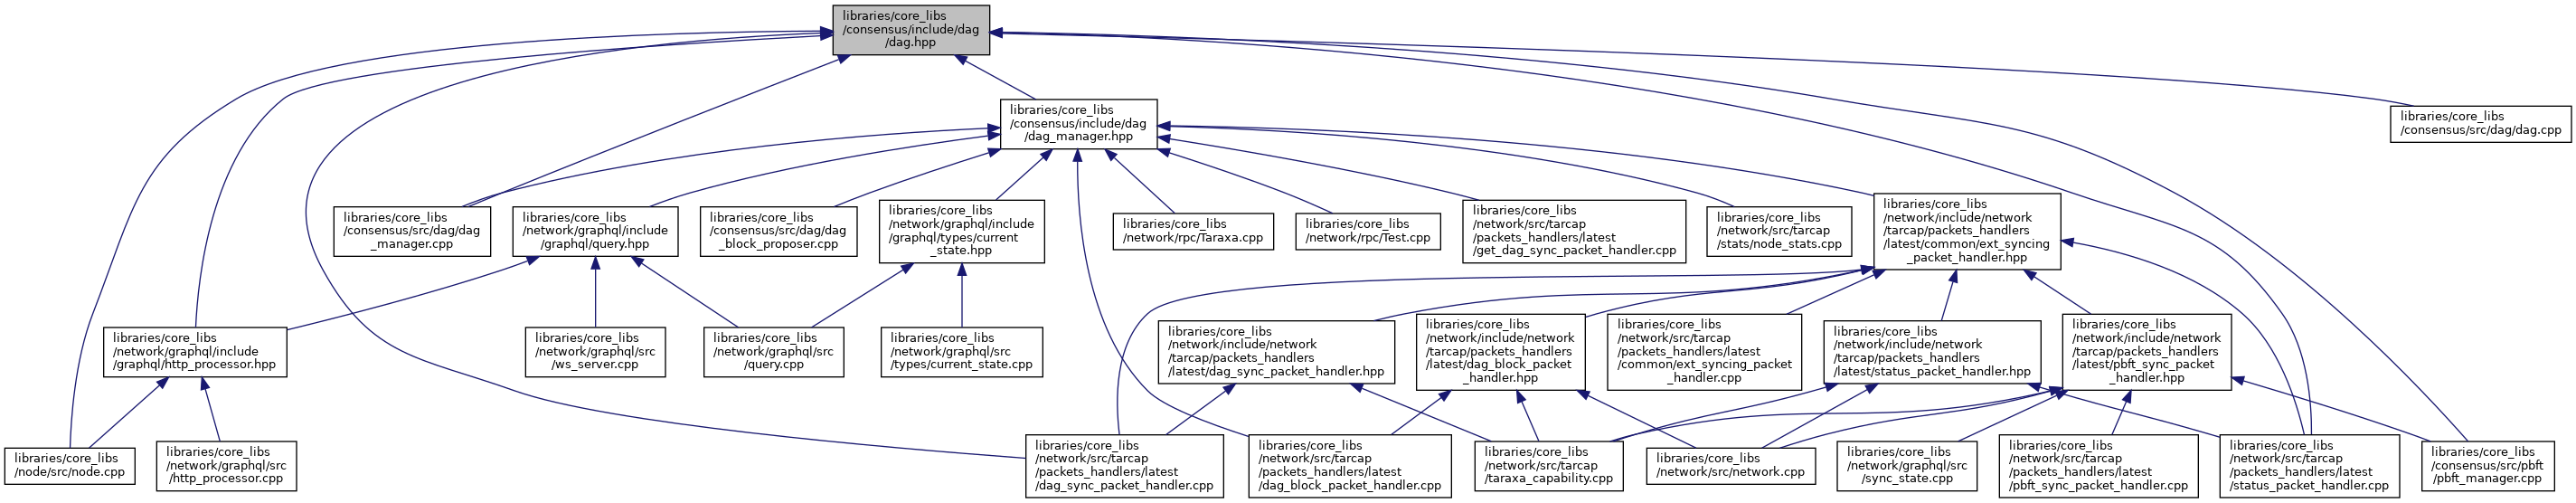 libraries/core_libs
/consensus/include/dag
/dag.hpp
libraries/core_libs
/consensus/include/dag
/dag_manager.hpp
libraries/core_libs
/consensus/src/dag/dag.cpp
libraries/core_libs
/consensus/src/dag/dag
_manager.cpp
libraries/core_libs
/network/graphql/include
/graphql/query.hpp
libraries/core_libs
/consensus/src/dag/dag
_block_proposer.cpp
libraries/core_libs
/network/graphql/include
/graphql/types/current
_state.hpp
libraries/core_libs
/network/rpc/Taraxa.cpp
libraries/core_libs
/network/rpc/Test.cpp
libraries/core_libs
/network/src/tarcap
/packets_handlers/latest
/get_dag_sync_packet_handler.cpp
libraries/core_libs
/network/src/tarcap
/stats/node_stats.cpp
libraries/core_libs
/network/include/network
/tarcap/packets_handlers
/latest/common/ext_syncing
_packet_handler.hpp
libraries/core_libs
/network/graphql/include
/graphql/http_processor.hpp
libraries/core_libs
/network/graphql/src
/ws_server.cpp
libraries/core_libs
/network/graphql/src
/query.cpp
libraries/core_libs
/network/graphql/src
/types/current_state.cpp
libraries/core_libs
/network/include/network
/tarcap/packets_handlers
/latest/dag_sync_packet_handler.hpp
libraries/core_libs
/network/include/network
/tarcap/packets_handlers
/latest/dag_block_packet
_handler.hpp
libraries/core_libs
/network/src/tarcap
/packets_handlers/latest
/common/ext_syncing_packet
_handler.cpp
libraries/core_libs
/network/include/network
/tarcap/packets_handlers
/latest/status_packet_handler.hpp
libraries/core_libs
/network/include/network
/tarcap/packets_handlers
/latest/pbft_sync_packet
_handler.hpp
libraries/core_libs
/node/src/node.cpp
libraries/core_libs
/network/graphql/src
/http_processor.cpp
libraries/core_libs
/network/src/tarcap
/packets_handlers/latest
/dag_sync_packet_handler.cpp
libraries/core_libs
/network/src/tarcap
/packets_handlers/latest
/dag_block_packet_handler.cpp
libraries/core_libs
/network/src/tarcap
/taraxa_capability.cpp
libraries/core_libs
/network/src/network.cpp
libraries/core_libs
/network/graphql/src
/sync_state.cpp
libraries/core_libs
/network/src/tarcap
/packets_handlers/latest
/pbft_sync_packet_handler.cpp
libraries/core_libs
/network/src/tarcap
/packets_handlers/latest
/status_packet_handler.cpp
libraries/core_libs
/consensus/src/pbft
/pbft_manager.cpp